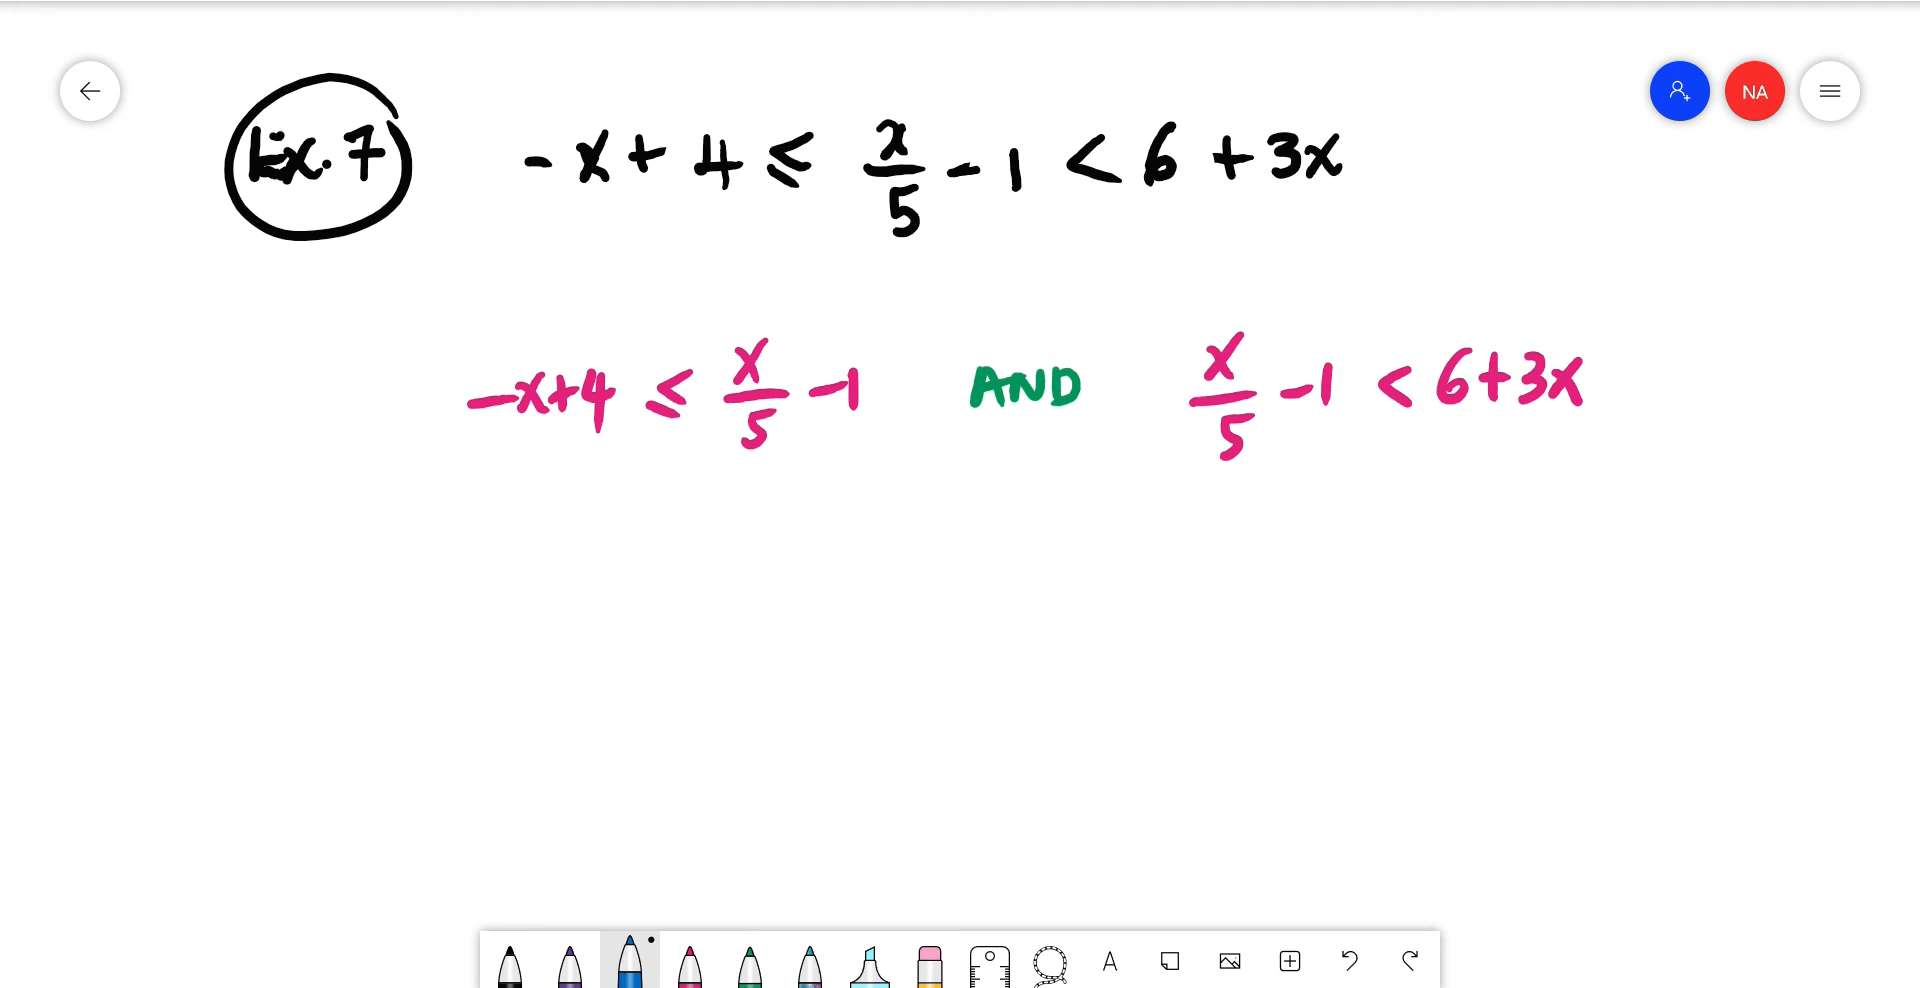 NA
Ex. 7 -x + 4 ≤ x/5 - 1 < 6 + 3x
-x+4 ≤ x/5 -1 AND x/5 -1 < 6+3x
A